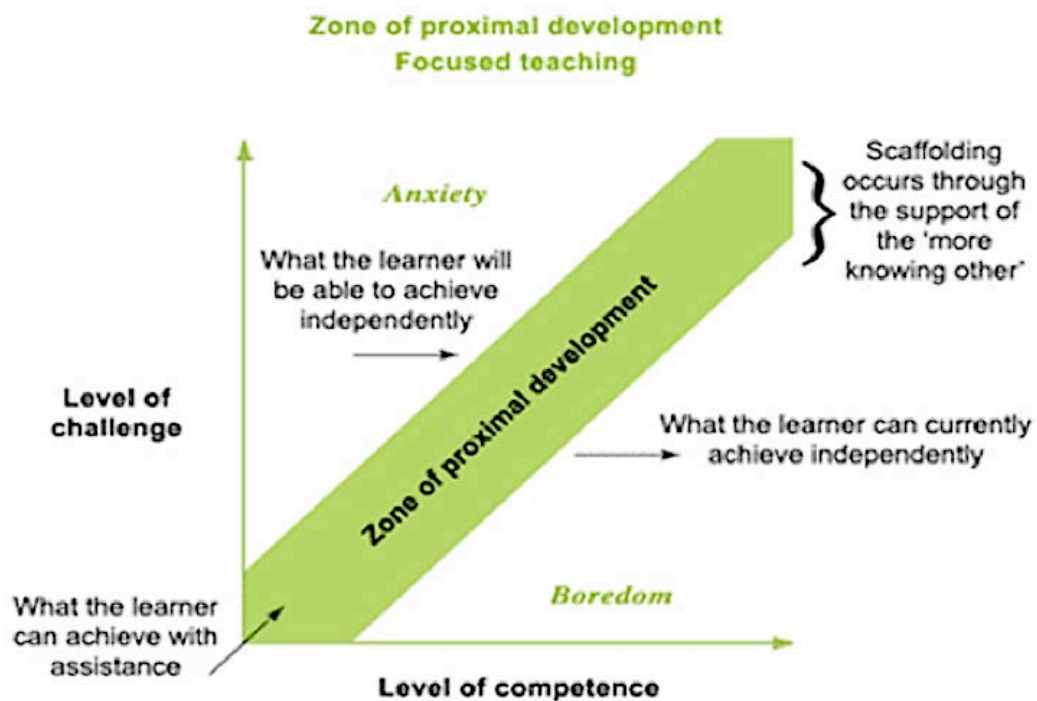 Zone of proximal development
Focused teaching
Anxiety
What the learner will
be able to achieve
independently
Scaffolding
occurs through
the support of
the 'more
knowing other'
Zone of proximal development
Level of
challenge
What the learner can currently
achieve independently
Boredom
What the learner
can achieve with
assistance
Level of competence